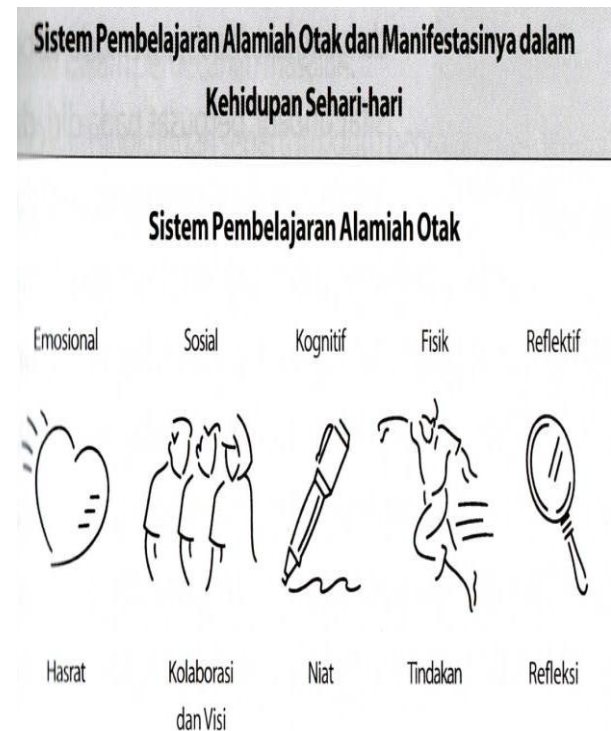 Sistem Pembelajaran Alamiah Otak dan Manifestasinya dalam
Kehidupan Sehari-hari
Sistem Pembelajaran Alamiah Otak
Emosional Sosial Kognitif Fisik Reflektif
Hasrat Kolaborasi Niat Tindakan Refleksi
dan Visi